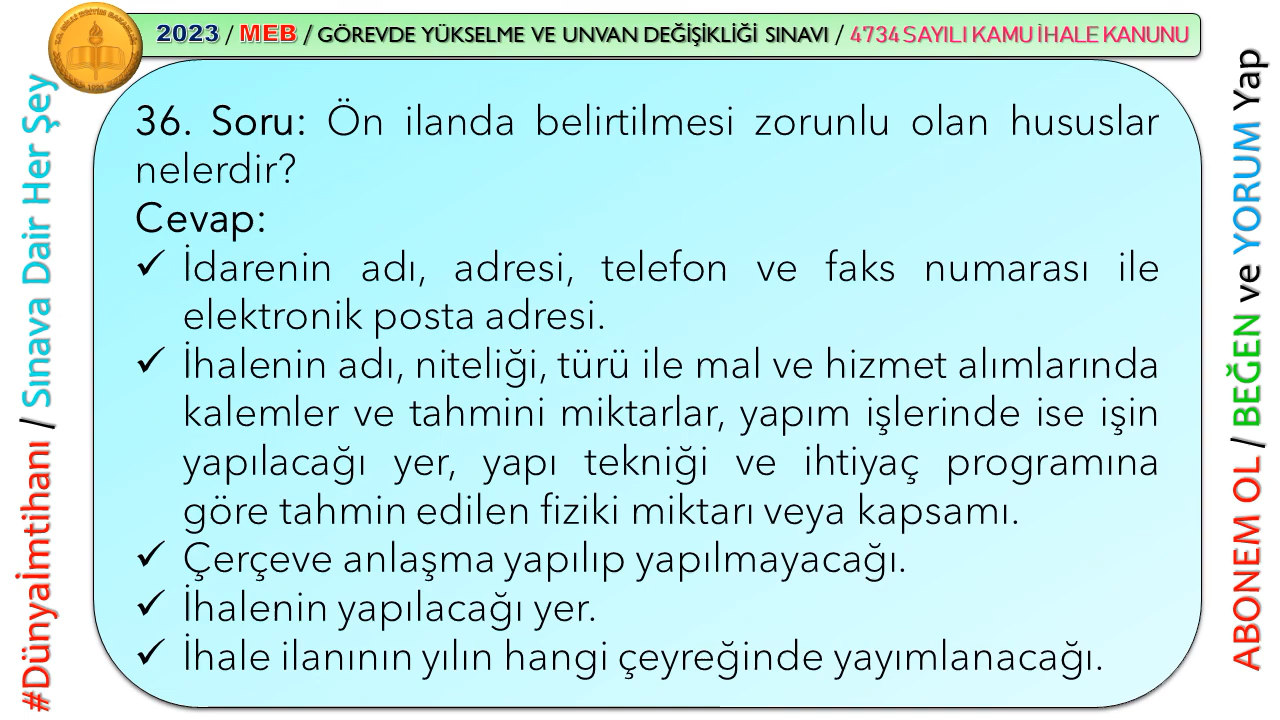 2023 / MEB / GÖREVDE YÜKSELME VE UNVAN DEĞİŞİKLİĞİ SINAVI / 4734 SAYILI KAMU İHALE KANUNU
#Dünyaİmtihanı / Sınava Dair Her Şey
36. Soru: Ön ilanda belirtilmesi zorunlu olan hususlar
nelerdir?
Cevap:
✓ İdarenin adı, adresi, telefon ve faks numarası ile
elektronik posta adresi.
✓ İhalenin adı, niteliği, türü ile mal ve hizmet alımlarında
kalemler ve tahmini miktarlar, yapım işlerinde ise işin
yapılacağı yer, yapı tekniği ve ihtiyaç programına
göre tahmin edilen fiziki miktarı veya kapsamı.
✓ Çerçeve anlaşma yapılıp yapılmayacağı.
✓ İhalenin yapılacağı yer.
✓ İhale ilanının yılın hangi çeyreğinde yayımlanacağı.
ABONEM OL / BEĞEN ve YORUM Yap